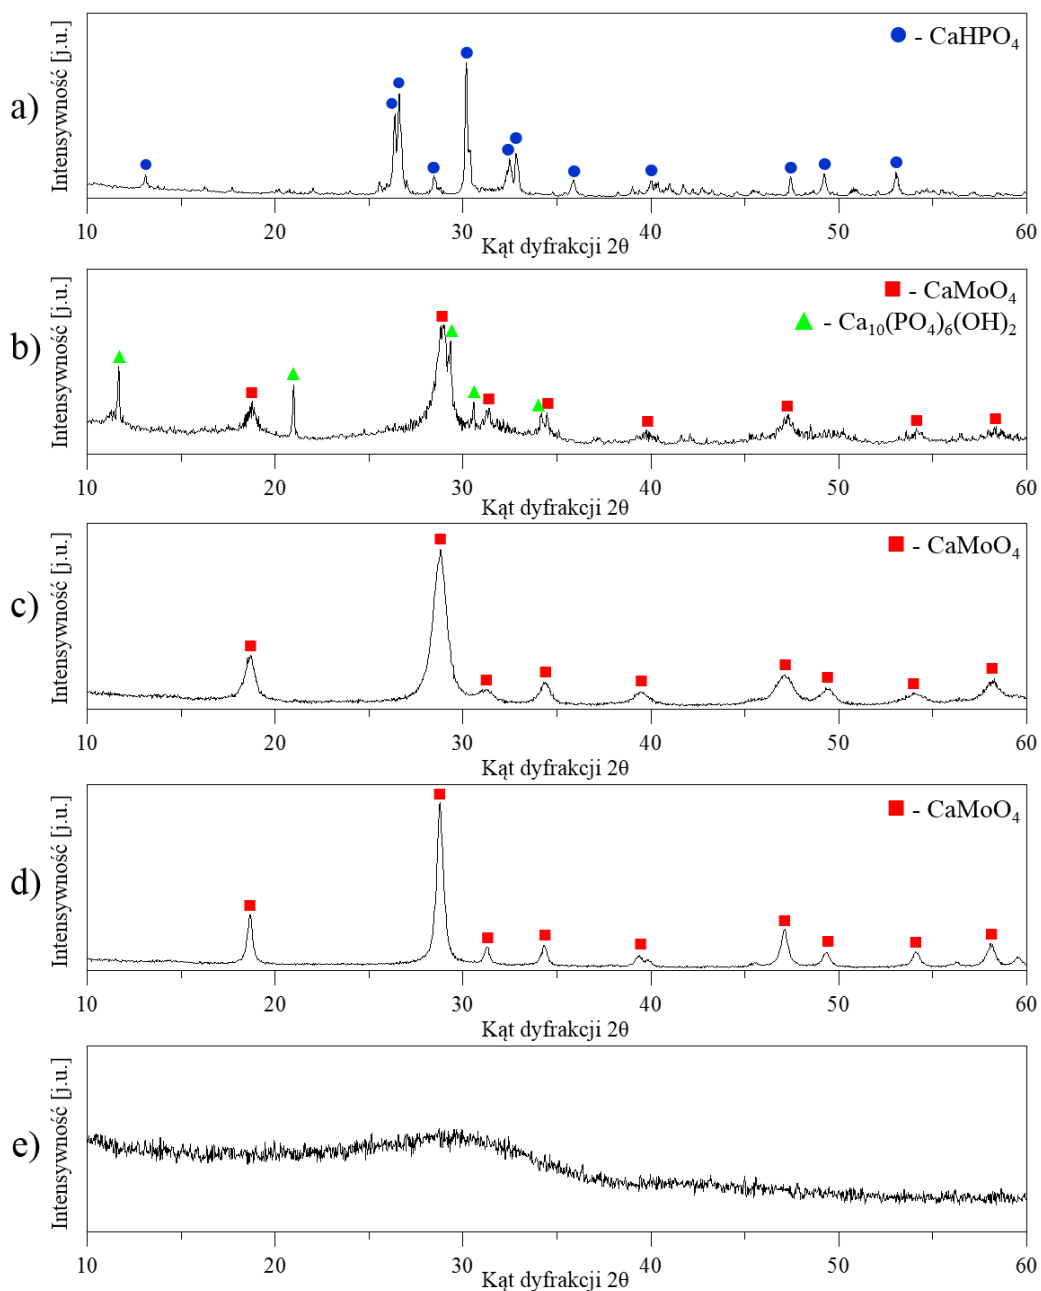 a)
Intensywność [j.u.]
- CaHPO₄
10 20 30 40 50 60
Kąt dyfrakcji 2θ
b)
Intensywność [j.u.]
- CaMoO₄
- Ca₁₀(PO₄)₆(OH)₂
10 20 30 40 50 60
Kąt dyfrakcji 2θ
c)
Intensywność [j.u.]
- CaMoO₄
10 20 30 40 50 60
Kąt dyfrakcji 2θ
d)
Intensywność [j.u.]
- CaMoO₄
10 20 30 40 50 60
Kąt dyfrakcji 2θ
e)
Intensywność [j.u.]
10 20 30 40 50 60
Kąt dyfrakcji 2θ